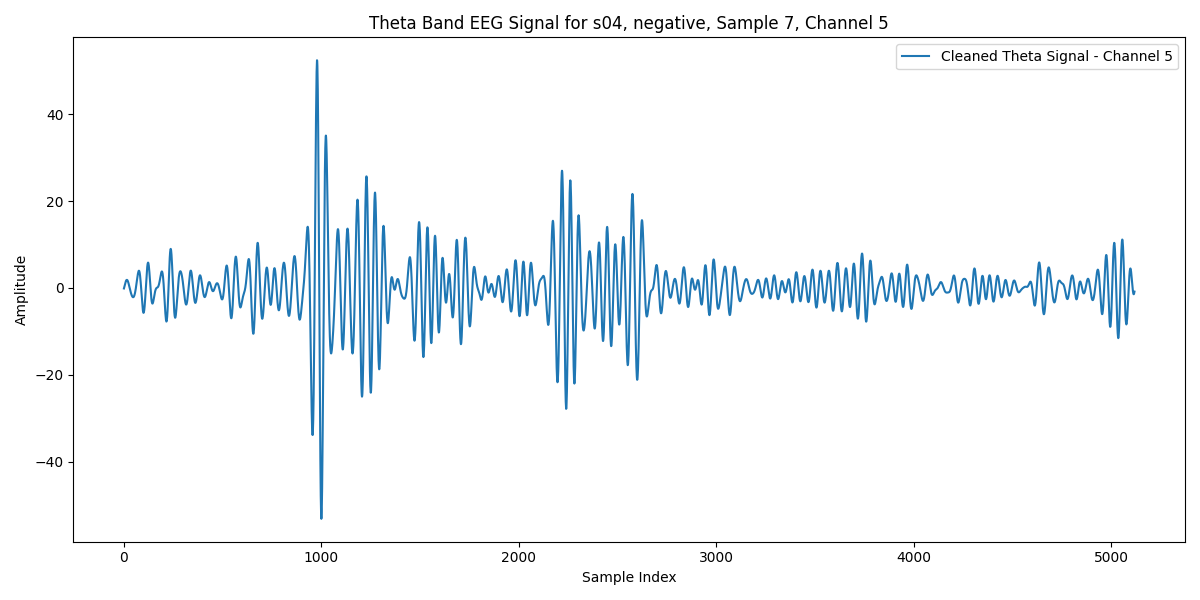 Theta Band EEG Signal for s04, negative, Sample 7, Channel 5
Cleaned Theta Signal - Channel 5
Amplitude
40
20
0
−20
−40
0 1000 2000 3000 4000 5000
Sample Index